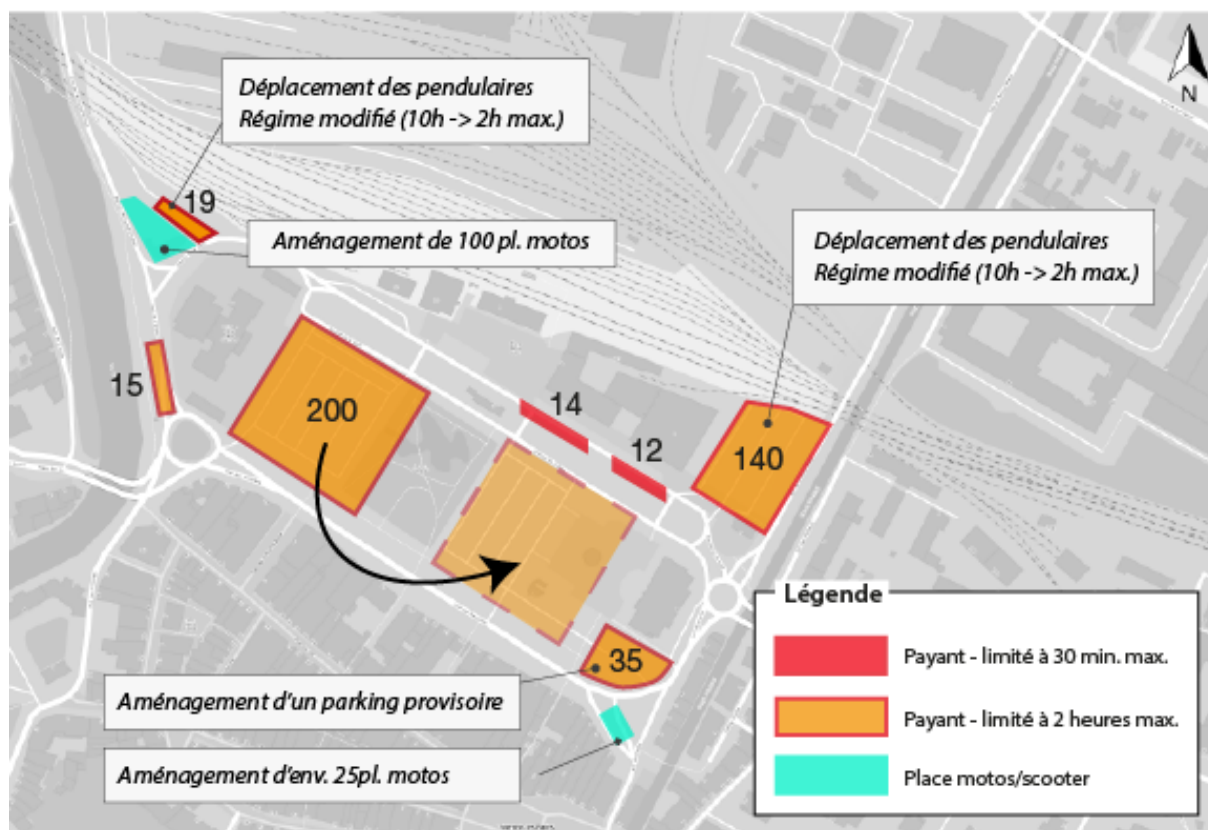 Déplacement des pendulaires
Régime modifié (10h -> 2h max.)
N
19
Aménagement de 100 pl. motos
Déplacement des pendulaires
Régime modifié (10h -> 2h max.)
15
200
14
12
140
35
Aménagement d'un parking provisoire
Aménagement d'env. 25pl. motos
Légende
Payant - limité à 30 min. max.
Payant - limité à 2 heures max.
Place motos/scooter